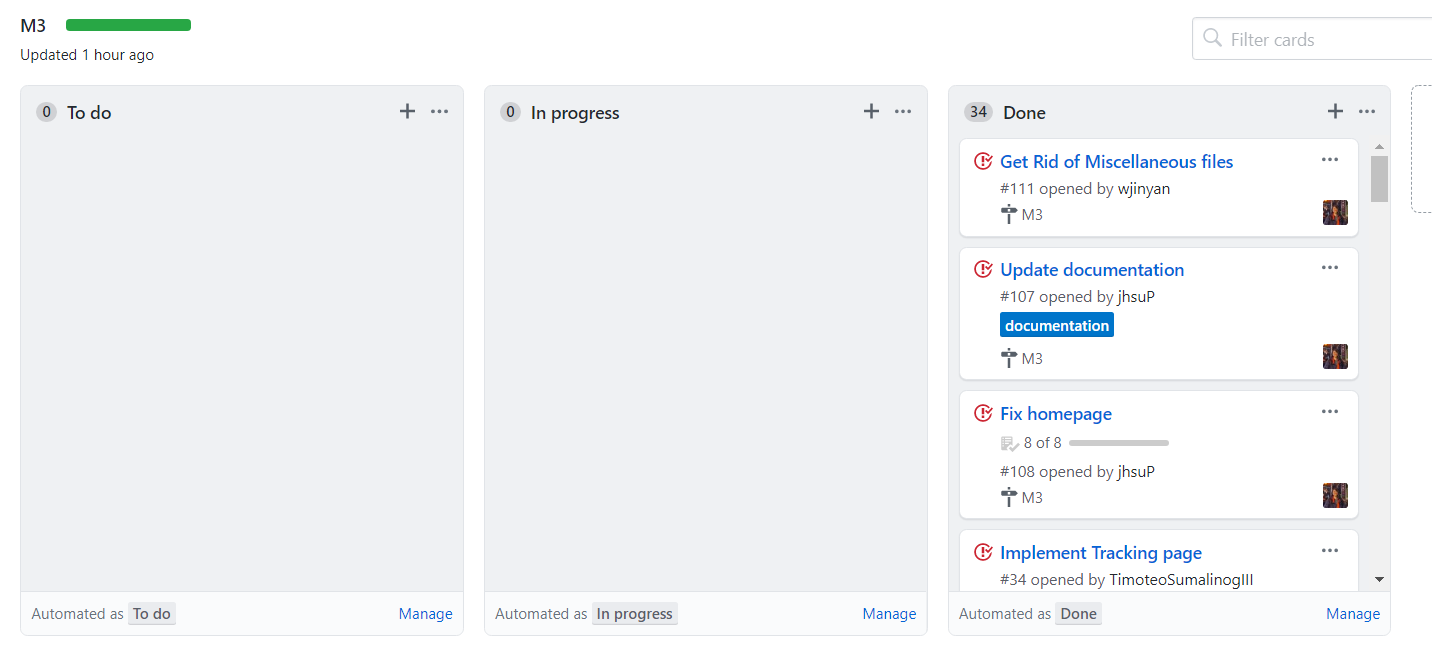 M3
Updated 1 hour ago
Filter cards
0 To do
Automated as To do Manage
0 In progress
Automated as In progress Manage
34 Done
Get Rid of Miscellaneous files
#111 opened by wjinyan
M3
Update documentation
#107 opened by jhsuP
documentation
M3
Fix homepage
8 of 8
#108 opened by jhsuP
M3
Implement Tracking page
#34 opened by TimoteoSumalinogIII
Automated as Done Manage